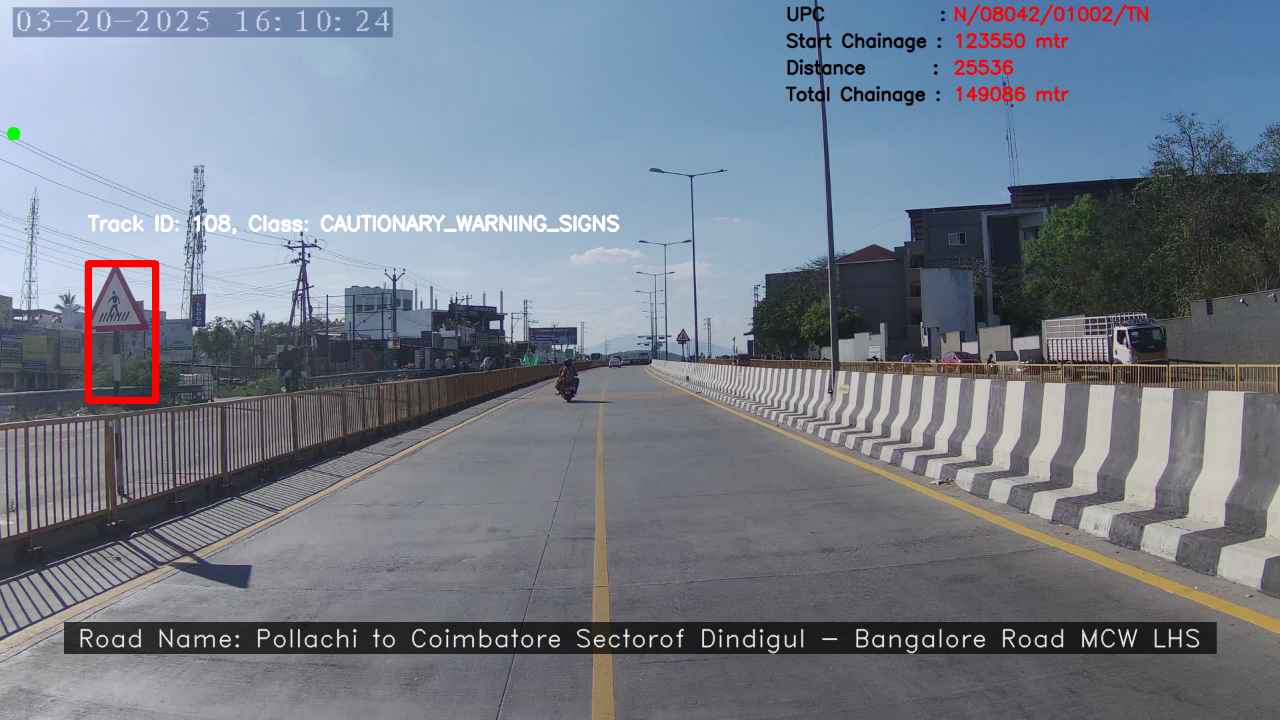 03-20-2025 16:10:24
UPC : N/08042/01002/TN
Start Chainage : 123550 mtr
Distance : 25536
Total Chainage : 149086 mtr
Track ID: 108, Class: CAUTIONARY_WARNING_SIGNS
Road Name: Pollachi to Coimbatore Sectorof Dindigul - Bangalore Road MCW LHS